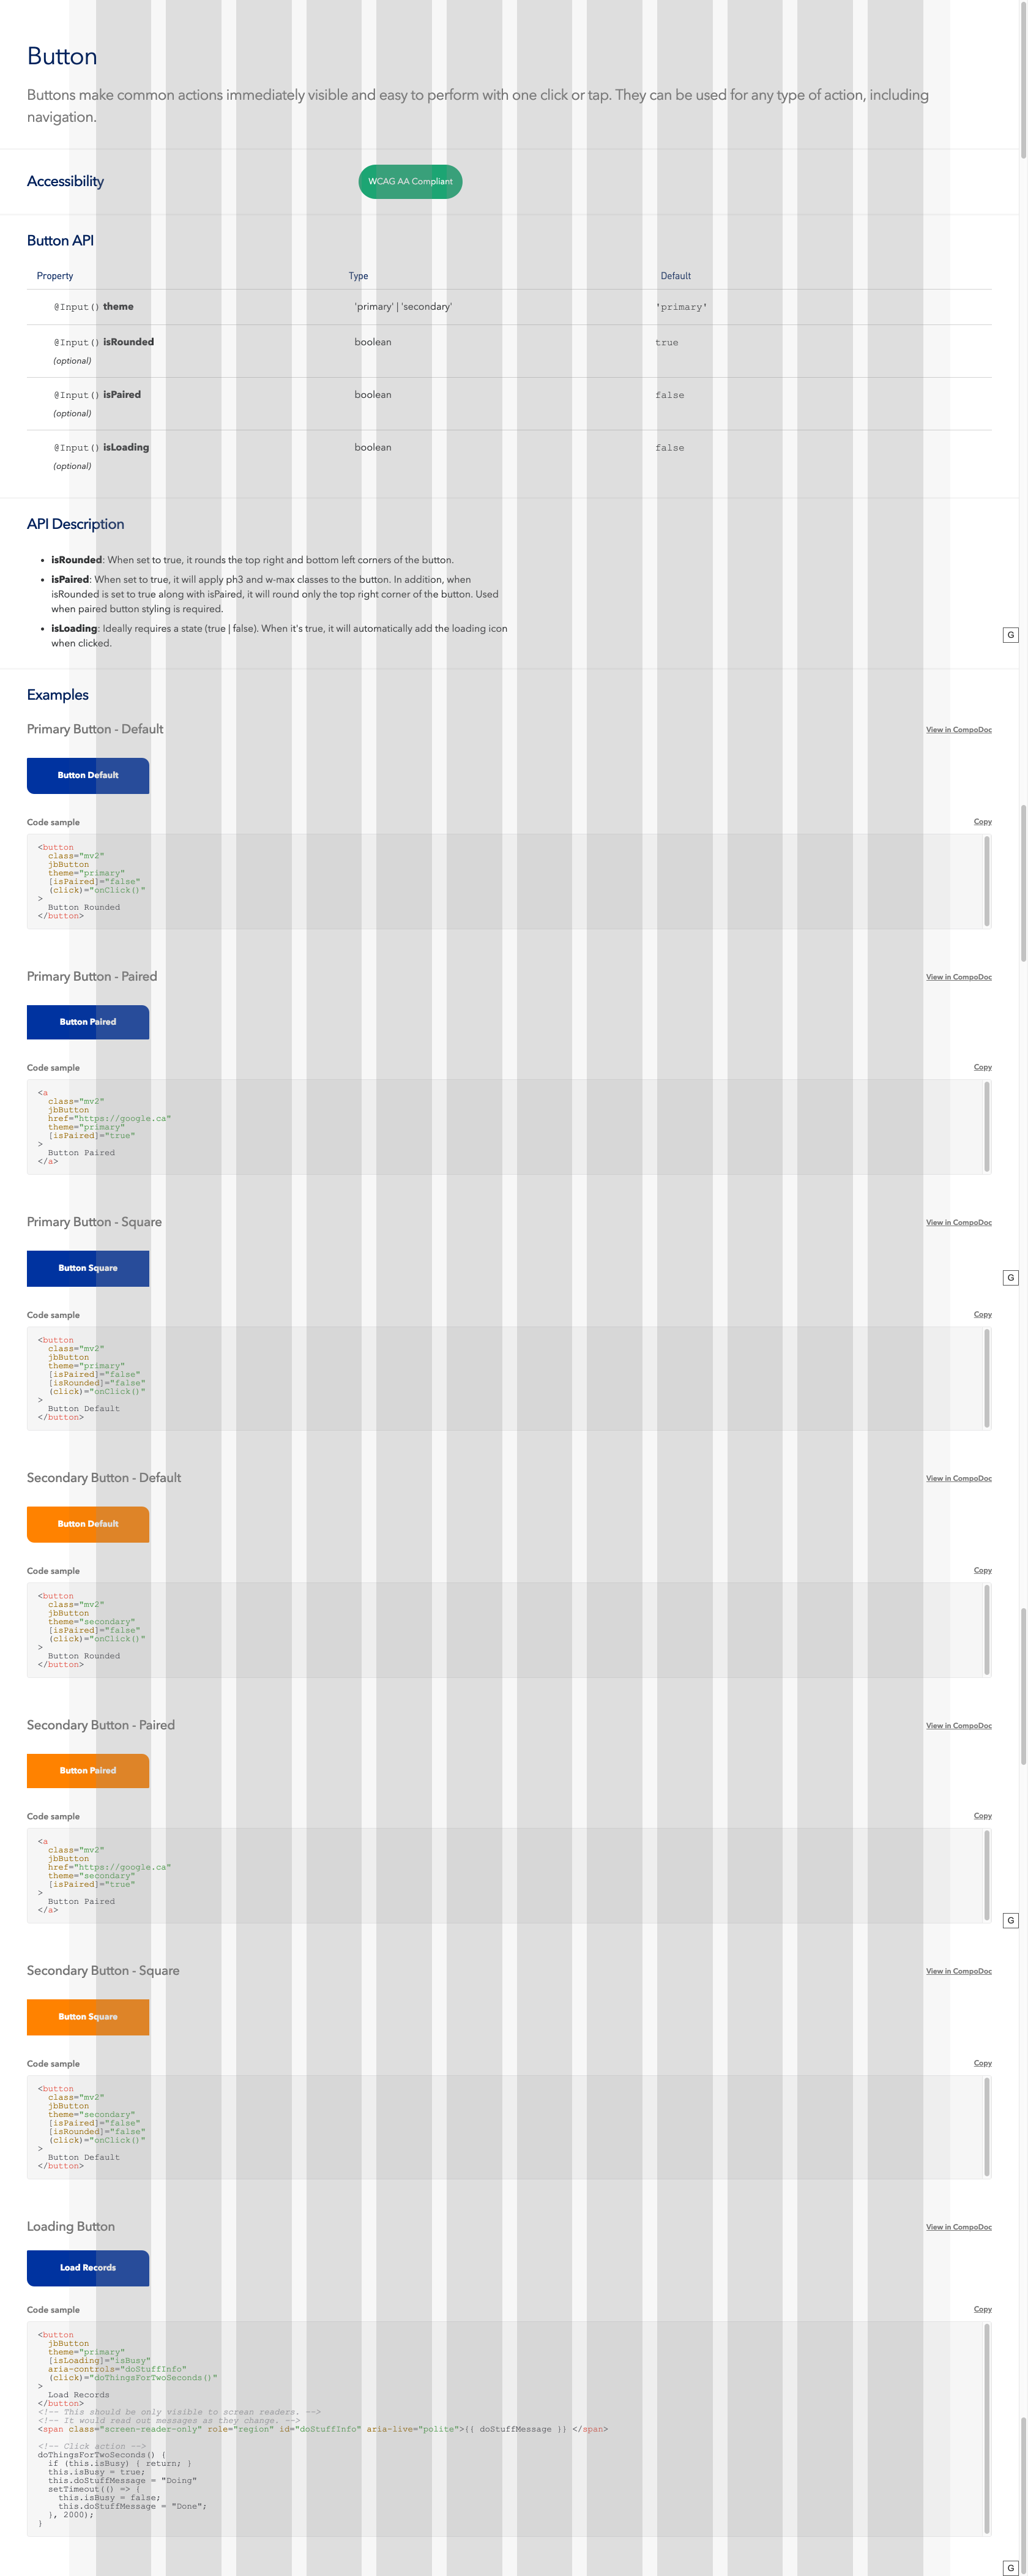 Button
Buttons make common actions immediately visible and easy to perform with one click or tap. They can be used for any type of action, including
navigation.
Accessibility
WCAG AA Compliant
Button API
Property Type Default
@Input() theme 'primary' | 'secondary' 'primary'
@Input() isRounded boolean true
(optional)
@Input() isPaired boolean false
(optional)
@Input() isLoading boolean false
(optional)
API Description
• isRounded: When set to true, it rounds the top right and bottom left corners of the button.
• isPaired: When set to true, it will apply ph3 and w-max classes to the button. In addition, when
isRounded is set to true along with isPaired, it will round only the top right corner of the button. Used
when paired button styling is required.
• isLoading: Ideally requires a state (true | false). When it's true, it will automatically add the loading icon
when clicked.
G
Examples
Primary Button - Default View in CompoDoc
Button Default
Code sample Copy
<button
class="mv2"
jbButton
theme="primary"
[isPaired]="false"
(click)="onClick()"
>
Button Rounded
</button>
Primary Button - Paired View in CompoDoc
Button Paired
Code sample Copy
<a
class="mv2"
jbButton
href="https://google.ca"
theme="primary"
[isPaired]="true"
>
Button Paired
</a>
Primary Button - Square View in CompoDoc
Button Square
G
Code sample Copy
<button
class="mv2"
jbButton
theme="primary"
[isPaired]="false"
[isRounded]="false"
(click)="onClick()"
>
Button Default
</button>
Secondary Button - Default View in CompoDoc
Button Default
Code sample Copy
<button
class="mv2"
jbButton
theme="secondary"
[isPaired]="false"
(click)="onClick()"
>
Button Rounded
</button>
Secondary Button - Paired View in CompoDoc
Button Paired
Code sample Copy
<a
class="mv2"
jbButton
href="https://google.ca"
theme="secondary"
[isPaired]="true"
>
Button Paired
</a>
G
Secondary Button - Square View in CompoDoc
Button Square
Code sample Copy
<button
class="mv2"
jbButton
theme="secondary"
[isPaired]="false"
[isRounded]="false"
(click)="onClick()"
>
Button Default
</button>
Loading Button View in CompoDoc
Load Records
Code sample Copy
<button
jbButton
theme="primary"
[isLoading]="isBusy"
aria-controls="doStuffInfo"
(click)="doThingsForTwoSeconds()"
>
Load Records
</button>
<!-- This should be only visible to screan readers. -->
<!-- It would read out messages as they change. -->
<span class="screen-reader-only" role="region" id="doStuffInfo" aria-live="polite">{{ doStuffMessage }} </span>
<!-- Click action -->
doThingsForTwoSeconds() {
if (this.isBusy) { return; }
this.isBusy = true;
this.doStuffMessage = "Doing"
setTimeout(() => {
this.isBusy = false;
this.doStuffMessage = "Done";
}, 2000);
}
G